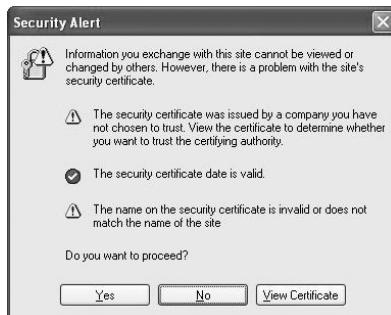 Security Alert
Information you exchange with this site cannot be viewed or
changed by others. However, there is a problem with the site's
security certificate.
The security certificate was issued by a company you have
not chosen to trust. View the certificate to determine whether
you want to trust the certifying authority.
The security certificate date is valid.
The name on the security certificate is invalid or does not
match the name of the site
Do you want to proceed?
Yes
No
View Certificate